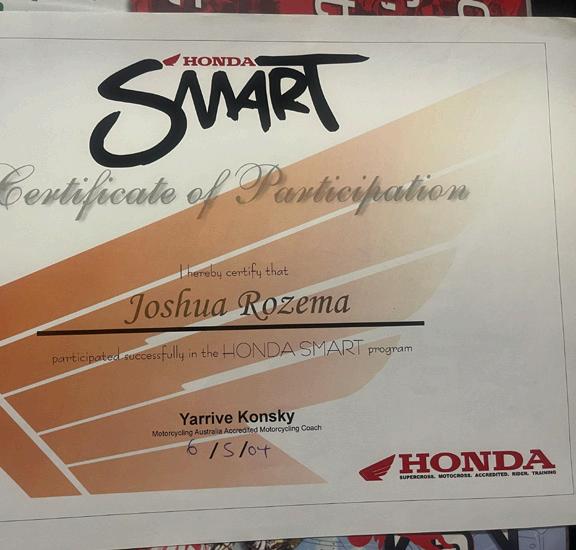 HONDA
SMART
Certificate of Participation
I hereby certify that
Joshua Rozema
participated successfully in the HONDA SMART program
Yarrive Konsky
Motorcycling Australia Accredited Motorcycling Coach
6/5/04
HONDA
SUPERCROSS. MOTOCROSS. ACCREDITED. RIDER. TRAINING